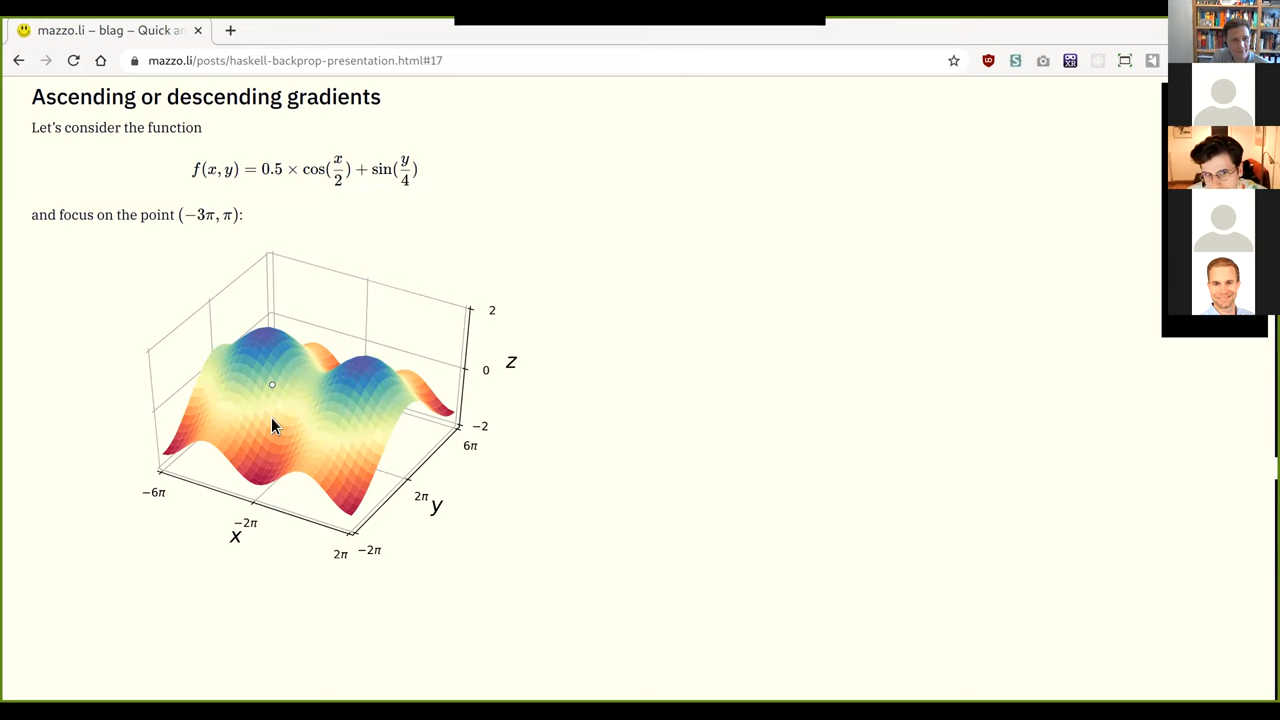 mazzo.li – blag – Quick an
mazzo.li/posts/haskell-backprop-presentation.html#17
Ascending or descending gradients
Let's consider the function
f(x, y) = 0.5 × cos(x/2) + sin(y/4)
and focus on the point (−3π, π):
2
0
−2
z
6π
2π
y
−2π
−6π
−2π
x
2π